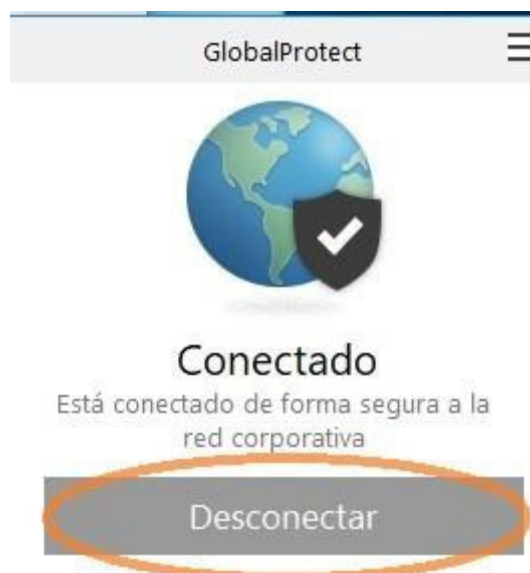 GlobalProtect
Conectado
Está conectado de forma segura a la
red corporativa
Desconectar